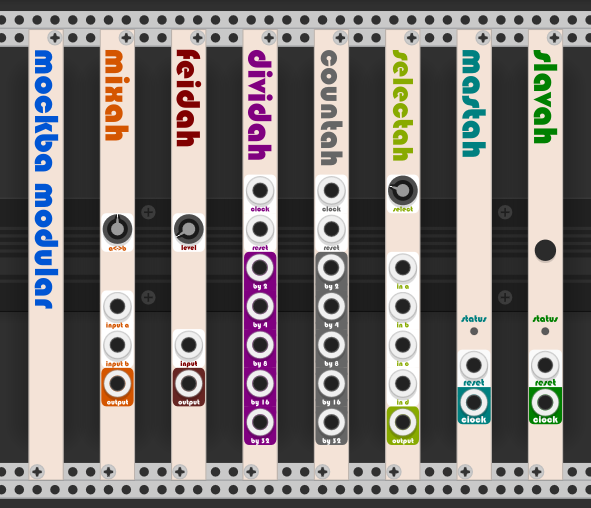 mockba modular
mixah
a<->b
input a
input b
output
feidah
level
input
output
dividah
clock
reset
by 2
by 4
by 8
by 16
by 32
countah
clock
reset
by 2
by 4
by 8
by 16
by 32
selectah
select
in a
in b
in c
in d
output
mastah
status
reset
clock
slavah
status
reset
clock